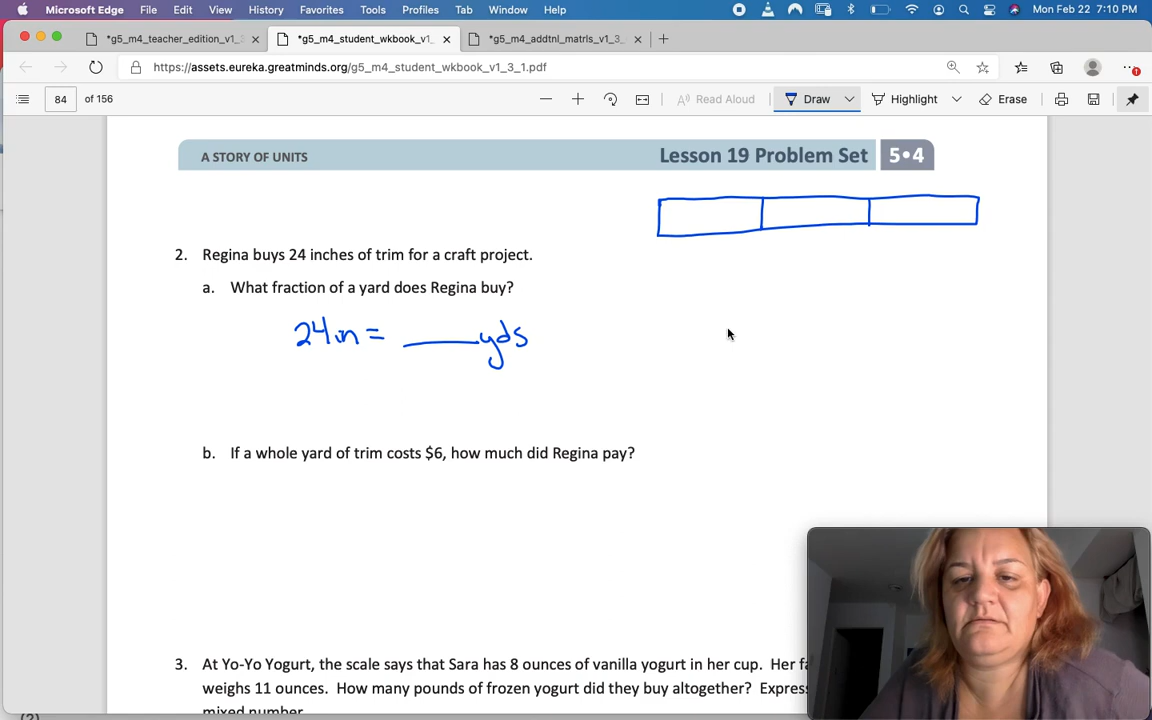 Microsoft Edge File Edit View History Favorites Tools Profiles Tab Window Help Mon Feb 22 7:10 PM
*g5_m4_teacher_edition_v1_3 *g5_m4_student_wkbook_v1_ *g5_m4_addtnl_matrls_v1_3_
https://assets.eureka.greatminds.org/g5_m4_student_wkbook_v1_3_1.pdf
84 of 156 Read Aloud Draw Highlight Erase
A STORY OF UNITS Lesson 19 Problem Set 5•4
2. Regina buys 24 inches of trim for a craft project.
a. What fraction of a yard does Regina buy?
24in = ____ yds
b. If a whole yard of trim costs $6, how much did Regina pay?
3. At Yo-Yo Yogurt, the scale says that Sara has 8 ounces of vanilla yogurt in her cup. Her
weighs 11 ounces. How many pounds of frozen yogurt did they buy altogether? Express
mixed number.